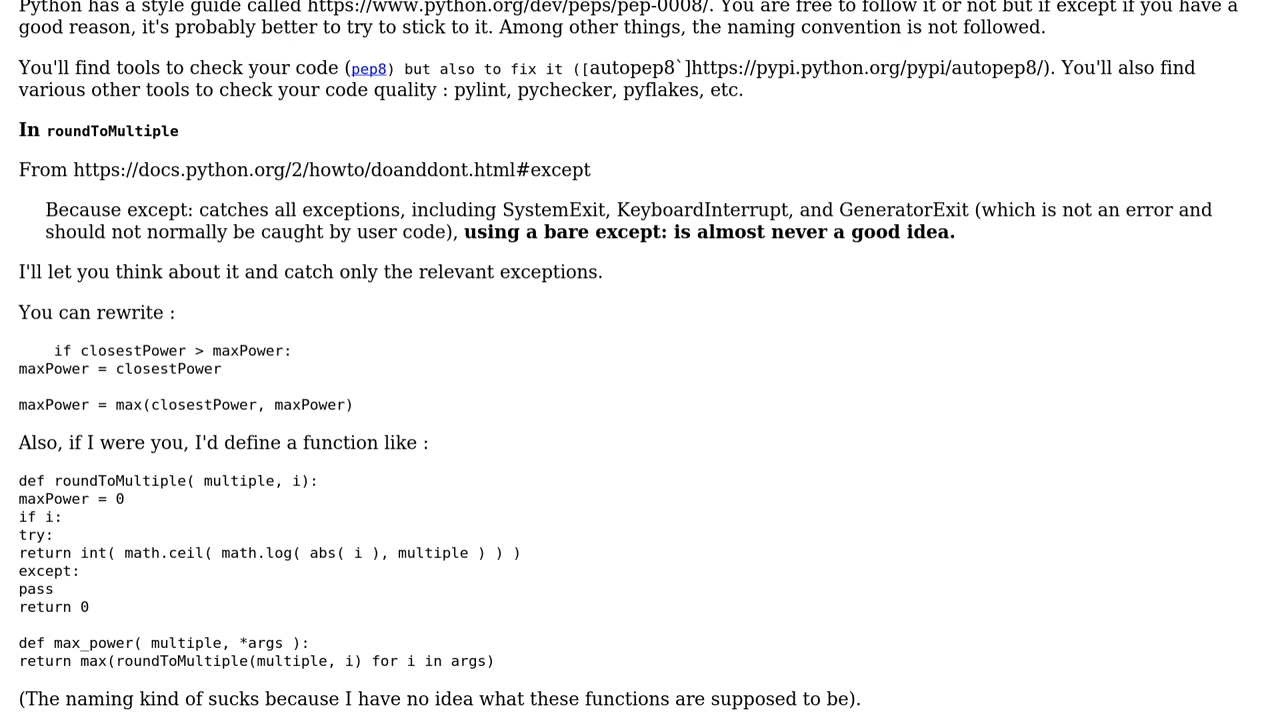 Python has a style guide called https://www.python.org/dev/peps/pep-0008/. You are free to follow it or not but if except if you have a
good reason, it's probably better to try to stick to it. Among other things, the naming convention is not followed.
You'll find tools to check your code (pep8) but also to fix it ([autopep8`]https://pypi.python.org/pypi/autopep8/). You'll also find
various other tools to check your code quality : pylint, pychecker, pyflakes, etc.
In roundToMultiple
From https://docs.python.org/2/howto/doanddont.html#except
Because except: catches all exceptions, including SystemExit, KeyboardInterrupt, and GeneratorExit (which is not an error and
should not normally be caught by user code), using a bare except: is almost never a good idea.
I'll let you think about it and catch only the relevant exceptions.
You can rewrite :
    if closestPower > maxPower:
maxPower = closestPower
maxPower = max(closestPower, maxPower)
Also, if I were you, I'd define a function like :
def roundToMultiple( multiple, i):
maxPower = 0
if i:
try:
return int( math.ceil( math.log( abs( i ), multiple ) ) )
except:
pass
return 0
def max_power( multiple, *args ):
return max(roundToMultiple(multiple, i) for i in args)
(The naming kind of sucks because I have no idea what these functions are supposed to be).